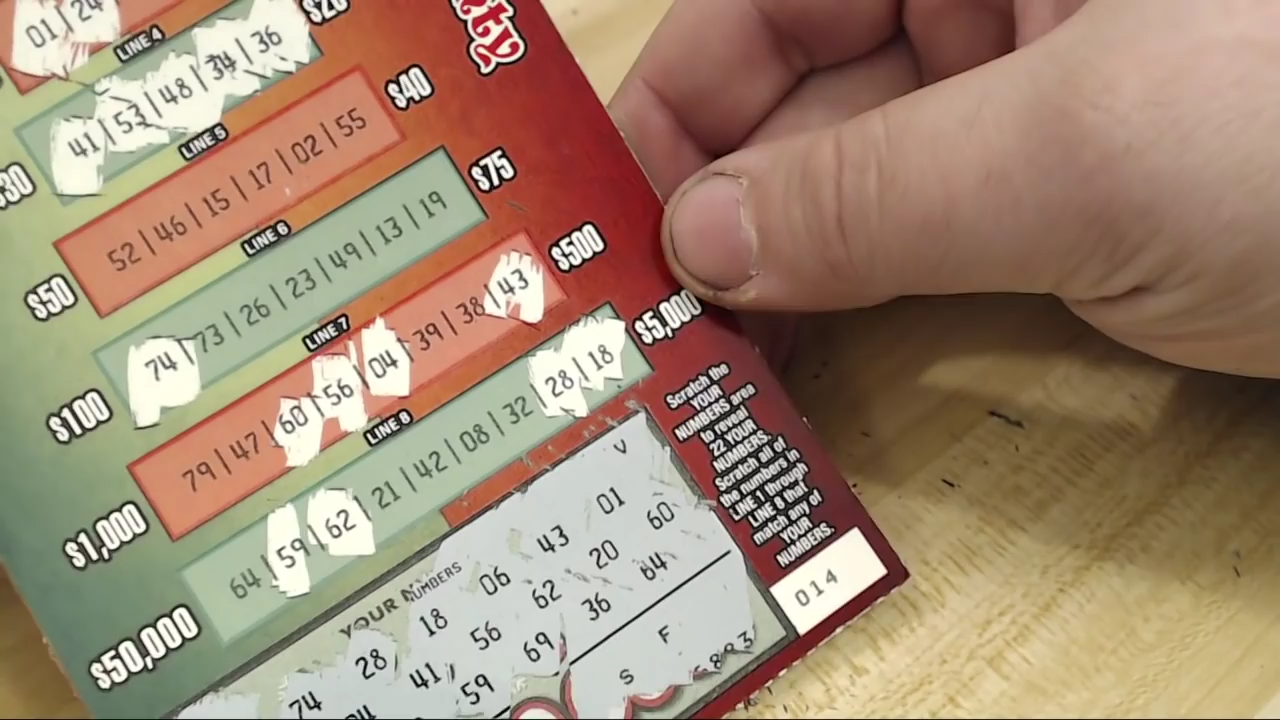 01 | 24
$20
ty
LINE 4
41 | 53 | 48 | 34 | 36
$30
$40
LINE 5
52 | 46 | 15 | 17 | 02 | 55
$50
$75
LINE 6
74 | 73 | 26 | 23 | 49 | 13 | 19
$100
$500
LINE 7
79 | 47 | 60 | 56 | 04 | 39 | 38 | 43
$1,000
$5,000
LINE 8
64 | 59 | 62 | 21 | 42 | 08 | 32 | 28 | 18
$50,000
YOUR NUMBERS
V
74 28 18 06 43 01
41 56 62 20 60
59 69 36 64
S F
Scratch the
YOUR
NUMBERS area
to reveal
22 YOUR
NUMBERS.
Scratch all of
the numbers in
LINE 1 through
LINE 8 that
match any of
YOUR
NUMBERS.
014